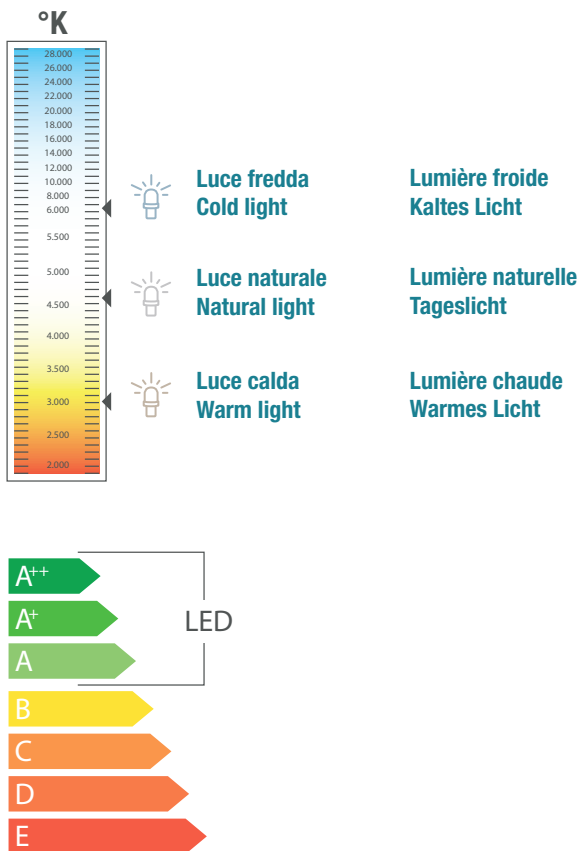 °K
28.000
26.000
24.000
22.000
20.000
18.000
16.000
14.000
12.000
10.000
8.000
6.000
5.500
5.000
4.500
4.000
3.500
3.000
2.500
2.000
Luce fredda
Cold light
Lumière froide
Kaltes Licht
Luce naturale
Natural light
Lumière naturelle
Tageslicht
Luce calda
Warm light
Lumière chaude
Warmes Licht
A++
A+
A
LED
B
C
D
E